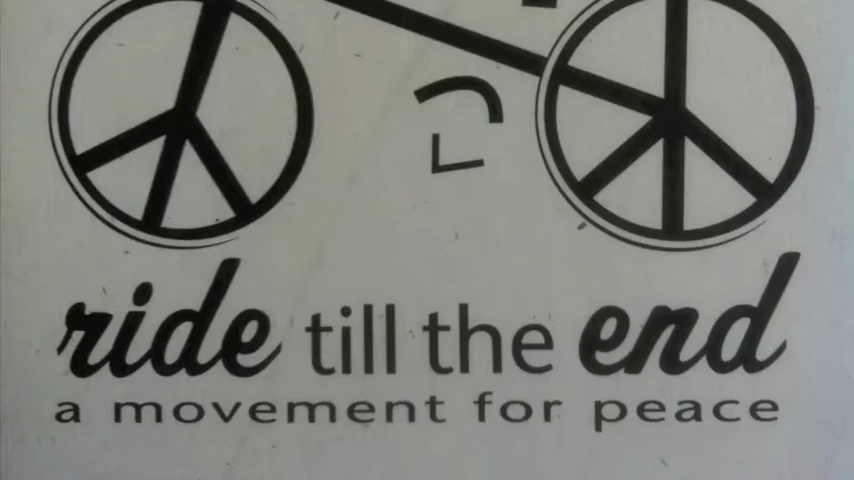 ride till the end
a movement for peace